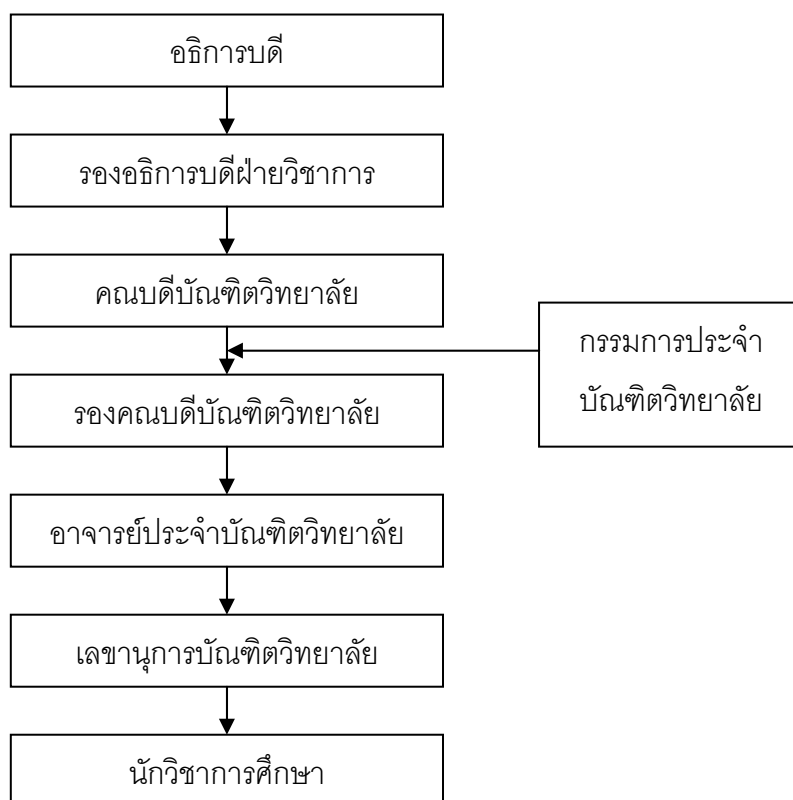 อธิการบดี
รองอธิการบดีฝ่ายวิชาการ
คณบดีบัณฑิตวิทยาลัย
กรรมการประจำ
บัณฑิตวิทยาลัย
รองคณบดีบัณฑิตวิทยาลัย
อาจารย์ประจำบัณฑิตวิทยาลัย
เลขานุการบัณฑิตวิทยาลัย
นักวิชาการศึกษา